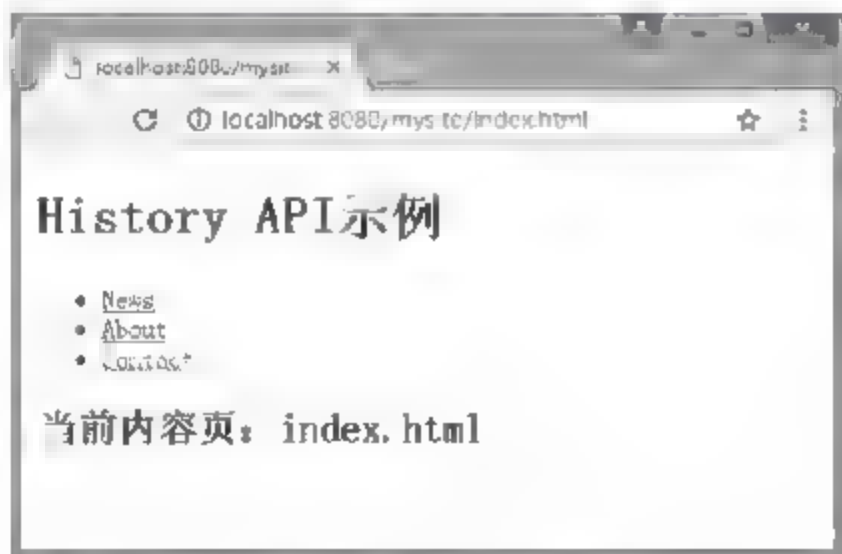 localhost:8080/mysit
localhost:8080/mysite/index.html
History API示例
News
About
Contact
当前内容页：index.html